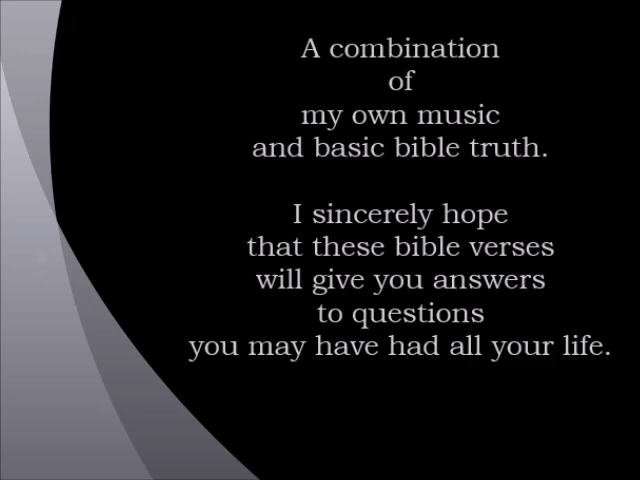 A combination
of
my own music
and basic bible truth.
I sincerely hope
that these bible verses
will give you answers
to questions
you may have had all your life.